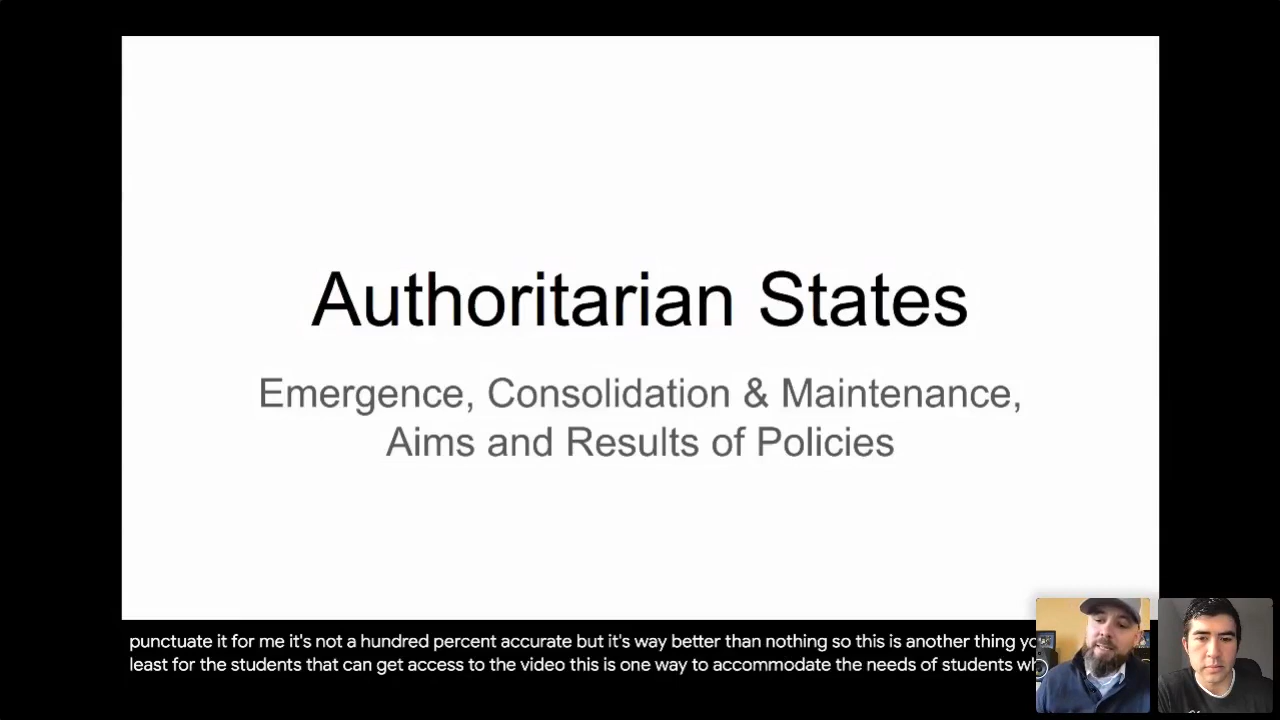 Authoritarian States
Emergence, Consolidation & Maintenance,
Aims and Results of Policies
punctuate it for me it's not a hundred percent accurate but it's way better than nothing so this is another thing
least for the students that can get access to the video this is one way to accommodate the needs of students